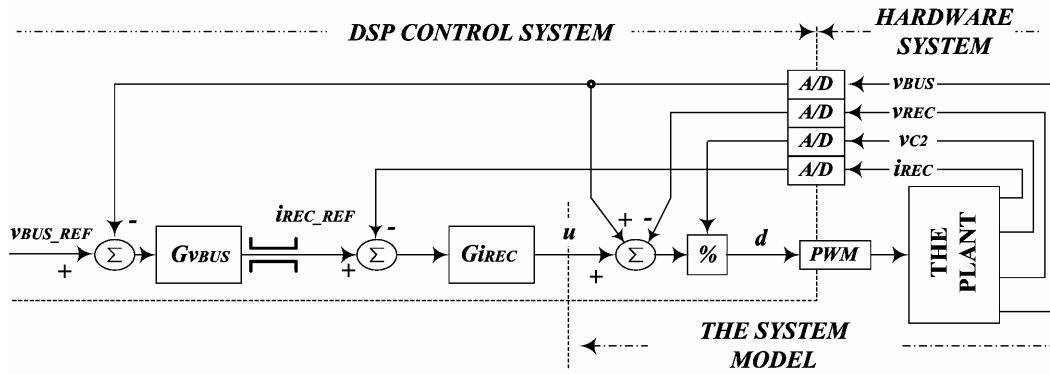 DSP CONTROL SYSTEM
HARDWARE
SYSTEM
A/D
vBUS
A/D
vREC
A/D
vC2
A/D
iREC
vBUS_REF
-
+
Σ
GvBUS
iREC_REF
-
+
Σ
GiREC
u
+
-
+
Σ
%
d
PWM
THE
PLANT
THE SYSTEM
MODEL